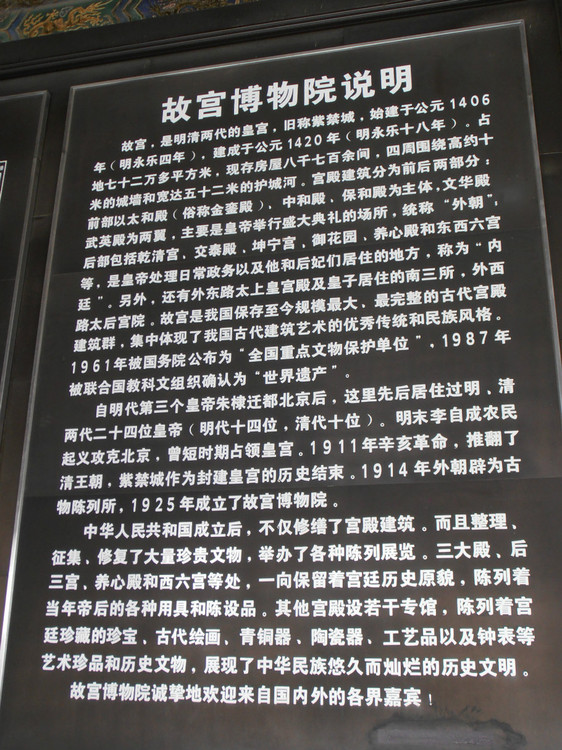 故宫博物院说明
故宫，是明清两代的皇宫，旧称紫禁城，始建于公元1406
年（明永乐四年），建成于公元1420年（明永乐十八年）。占
地七十二万多平方米，现存房屋八千七百余间，四周围绕高约十
米的城墙和宽达五十二米的护城河。宫殿建筑分为前后两部分：
前部以太和殿（俗称金銮殿）、中和殿、保和殿为主体，文华殿
武英殿为两翼，主要是皇帝举行盛大典礼的场所，统称“外朝”，
后部包括乾清宫、交泰殿、坤宁宫，御花园、养心殿和东西六宫
等，是皇帝处理日常政务以及他和后妃们居住的地方，称为“内
廷”。另外，还有外东路太上皇宫殿及皇子居住的南三所，外西
路太后宫院。故宫是我国保存至今规模最大、最完整的古代宫殿
建筑群，集中体现了我国古代建筑艺术的优秀传统和民族风格。
1961年被国务院公布为“全国重点文物保护单位”，1987年
被联合国教科文组织确认为“世界遗产”。
自明代第三个皇帝朱棣迁都北京后，这里先后居住过明、清
两代二十四位皇帝（明代十四位，清代十位）。明末李自成农民
起义攻克北京，曾短时期占领皇宫。1911年辛亥革命，推翻了
清王朝，紫禁城作为封建皇宫的历史结束。1914年外朝辟为古
物陈列所，1925年成立了故宫博物院。
中华人民共和国成立后，不仅修缮了宫殿建筑。而且整理、
征集、修复了大量珍贵文物，举办了各种陈列展览。三大殿、后
三宫、养心殿和西六宫等处，一向保留着宫廷历史原貌，陈列着
当年帝后的各种用具和陈设品。其他宫殿设若干专馆，陈列着宫
廷珍藏的珍宝、古代绘画、青铜器、陶瓷器、工艺品以及钟表等
艺术珍品和历史文物，展现了中华民族悠久而灿烂的历史文明。
故宫博物院诚挚地欢迎来自国内外的各界嘉宾！